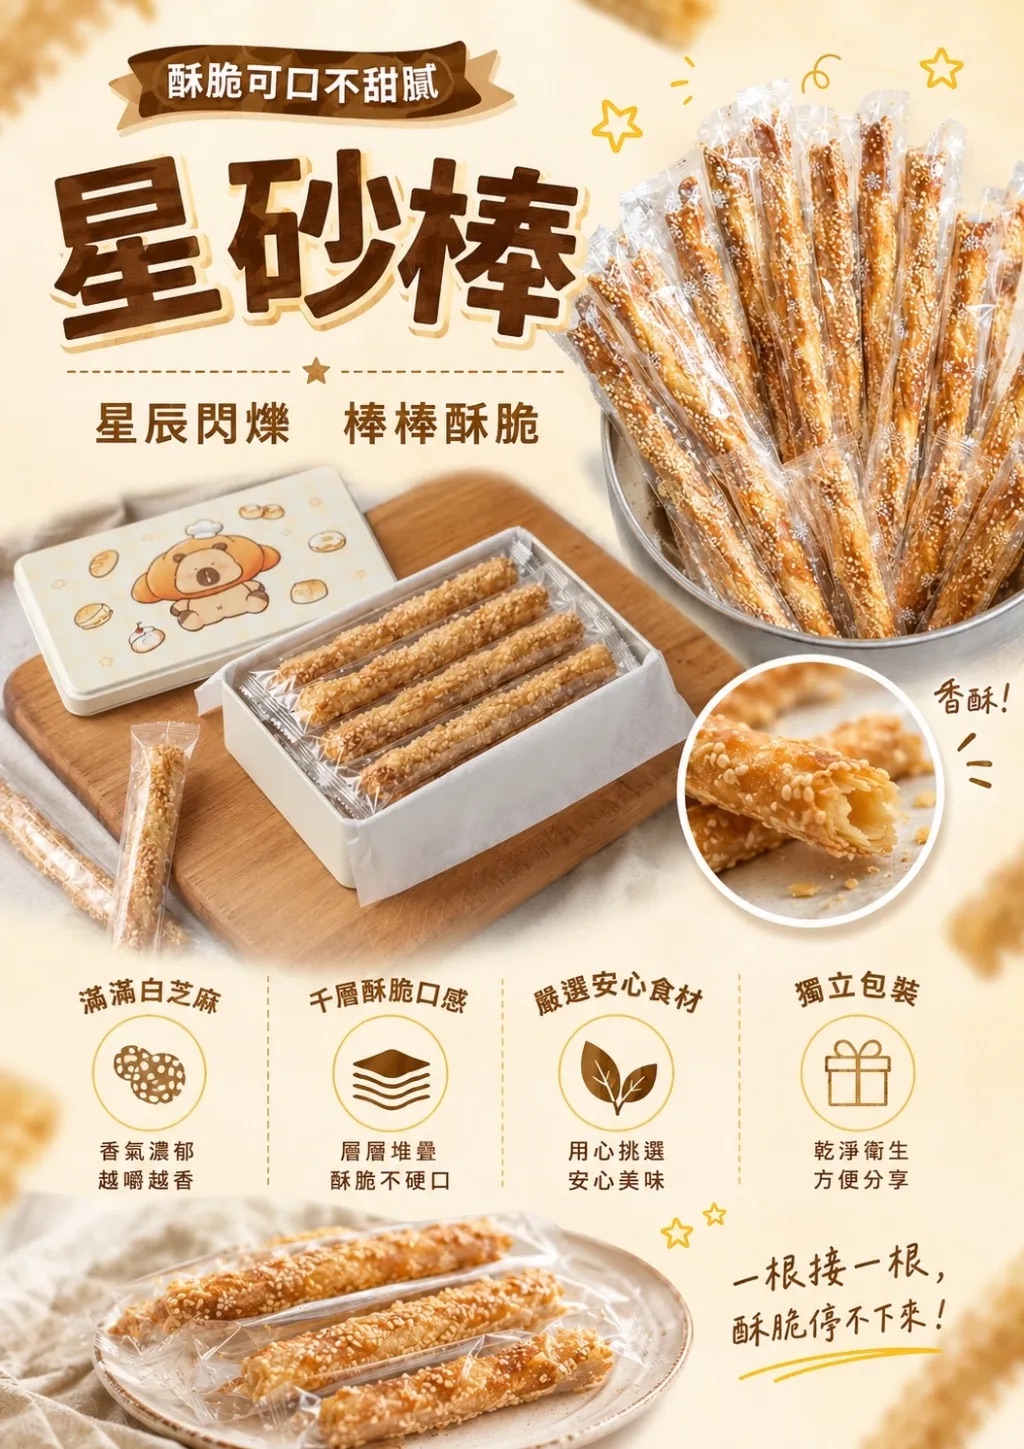 酥脆可口不甜膩
星砂棒
星辰閃爍　棒棒酥脆
香酥！
滿滿白芝麻
香氣濃郁
越嚼越香
千層酥脆口感
層層堆疊
酥脆不硬口
嚴選安心食材
用心挑選
安心美味
獨立包裝
乾淨衛生
方便分享
一根接一根，
酥脆停不下來！